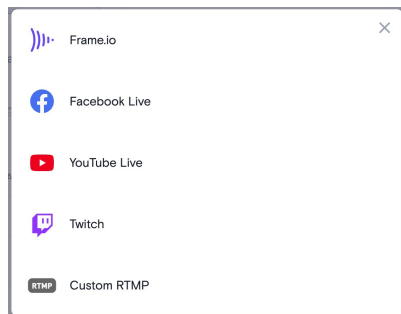 Frame.io
Facebook Live
YouTube Live
Twitch
RTMP Custom RTMP